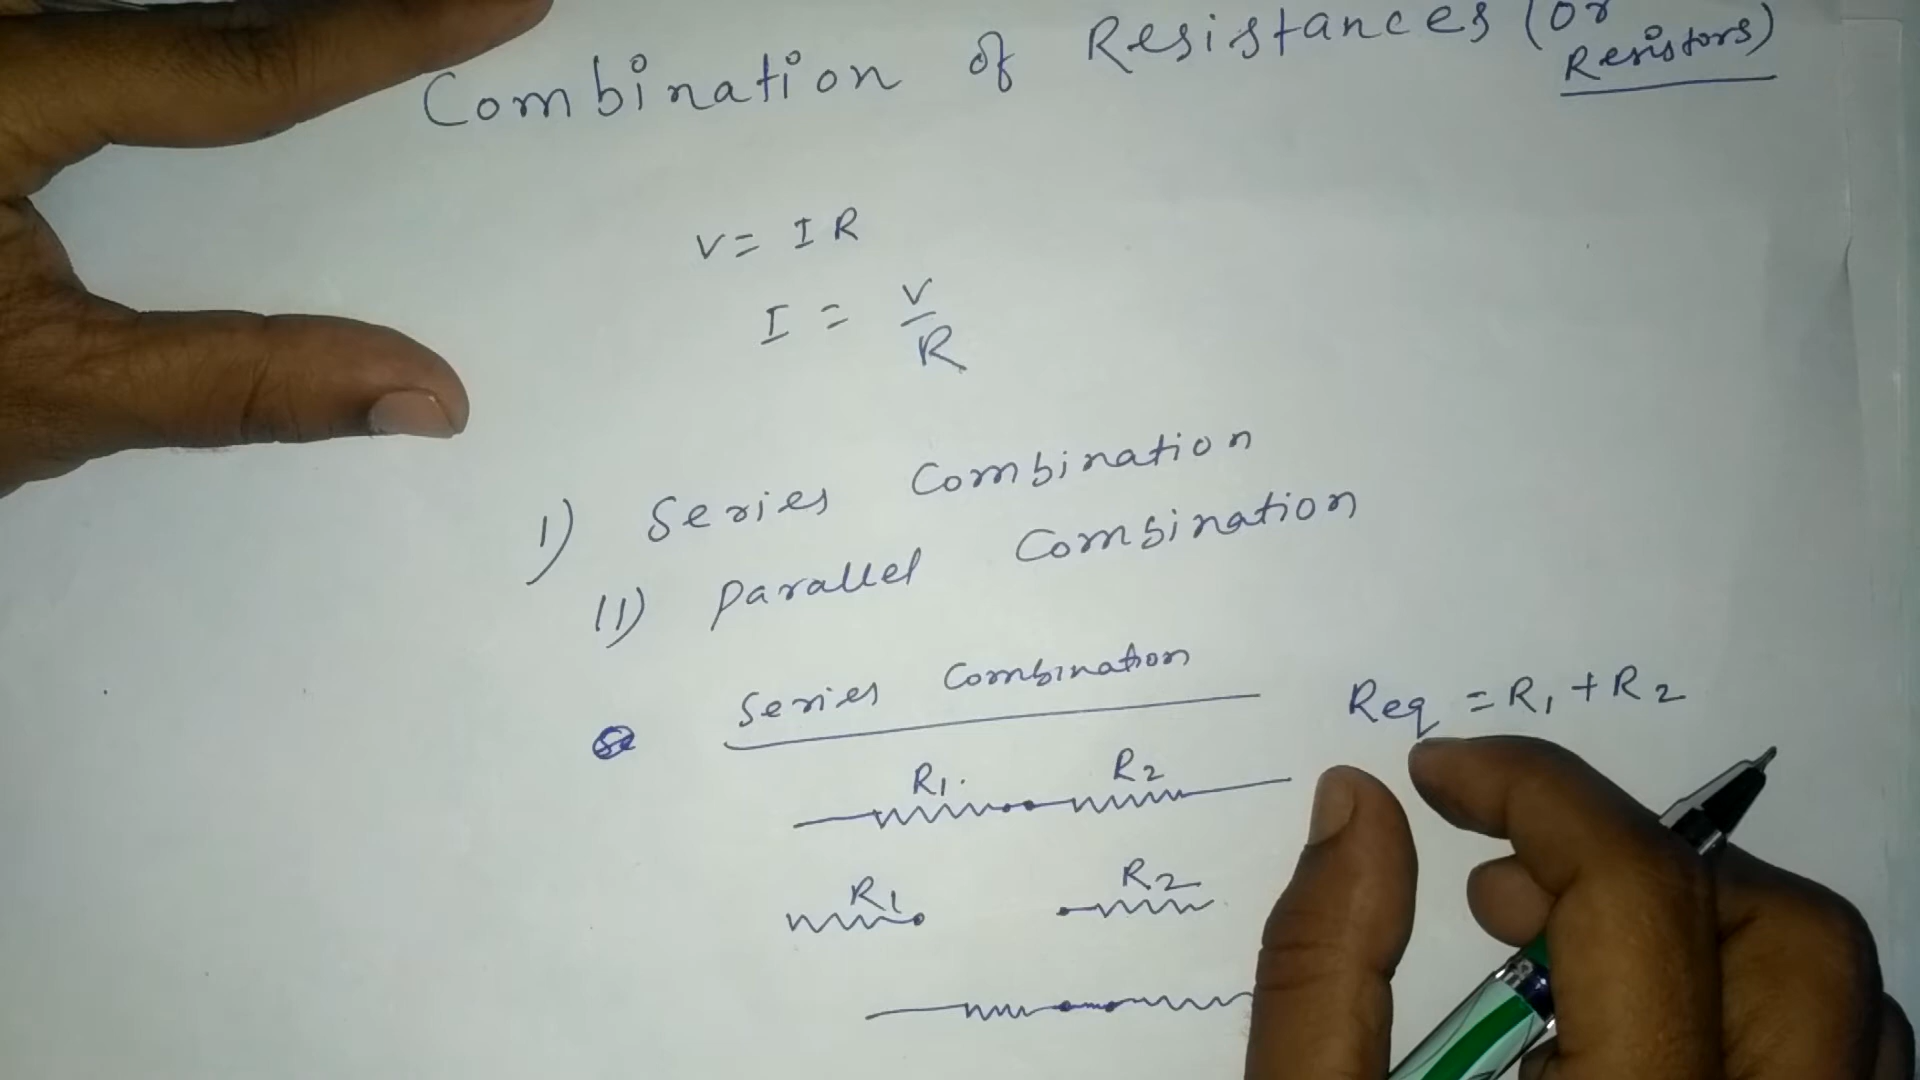 Combination of Resistances (or
Resistors)
V = IR
I = V/R
I) Series Combination
II) Parallel Combination
Series Combination
Req = R1 + R2
R1 R2
R1 R2